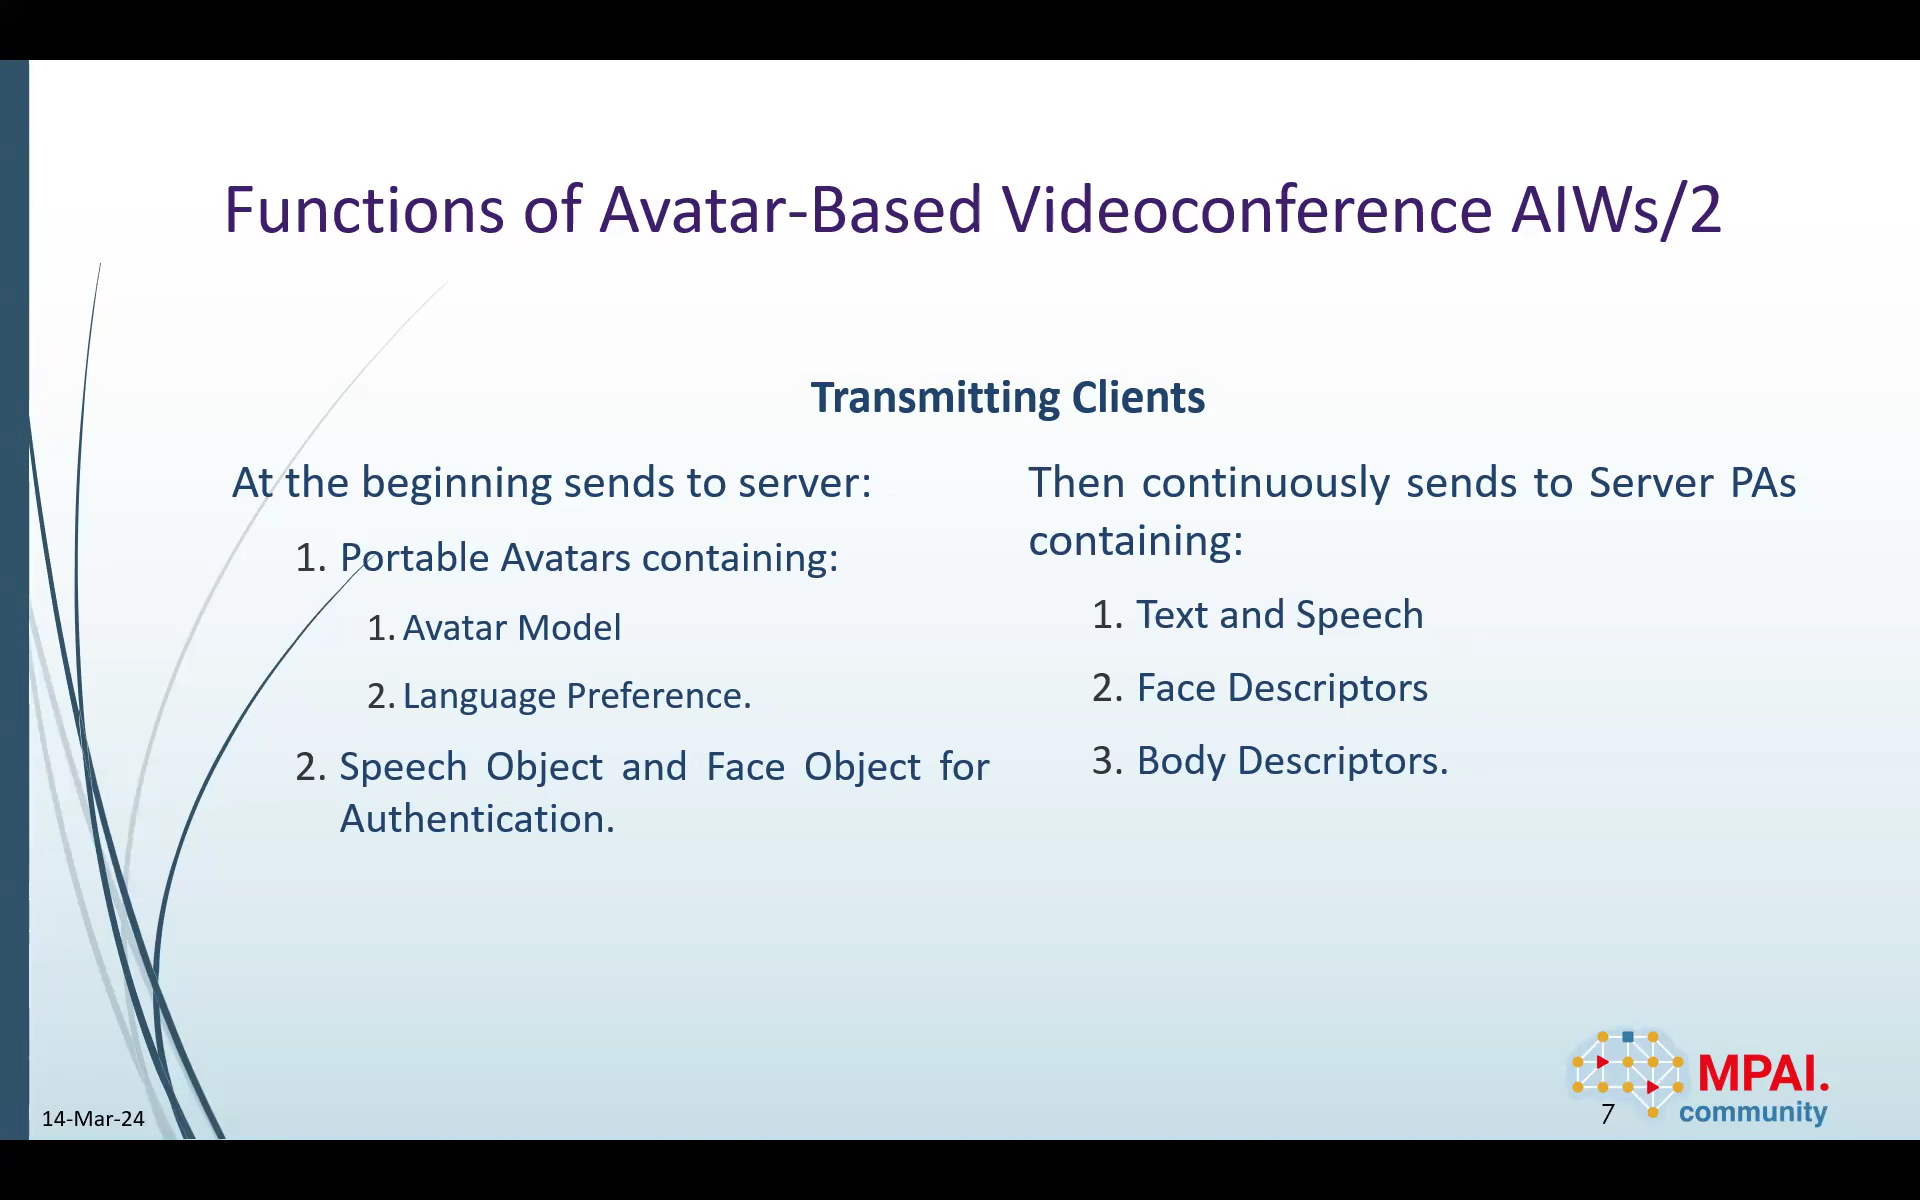 Functions of Avatar-Based Videoconference AIWs/2
Transmitting Clients
At the beginning sends to server:
1. Portable Avatars containing:
1. Avatar Model
2. Language Preference.
2. Speech Object and Face Object for
Authentication.
Then continuously sends to Server PAs
containing:
1. Text and Speech
2. Face Descriptors
3. Body Descriptors.
14-Mar-24
7
MPAI.
community